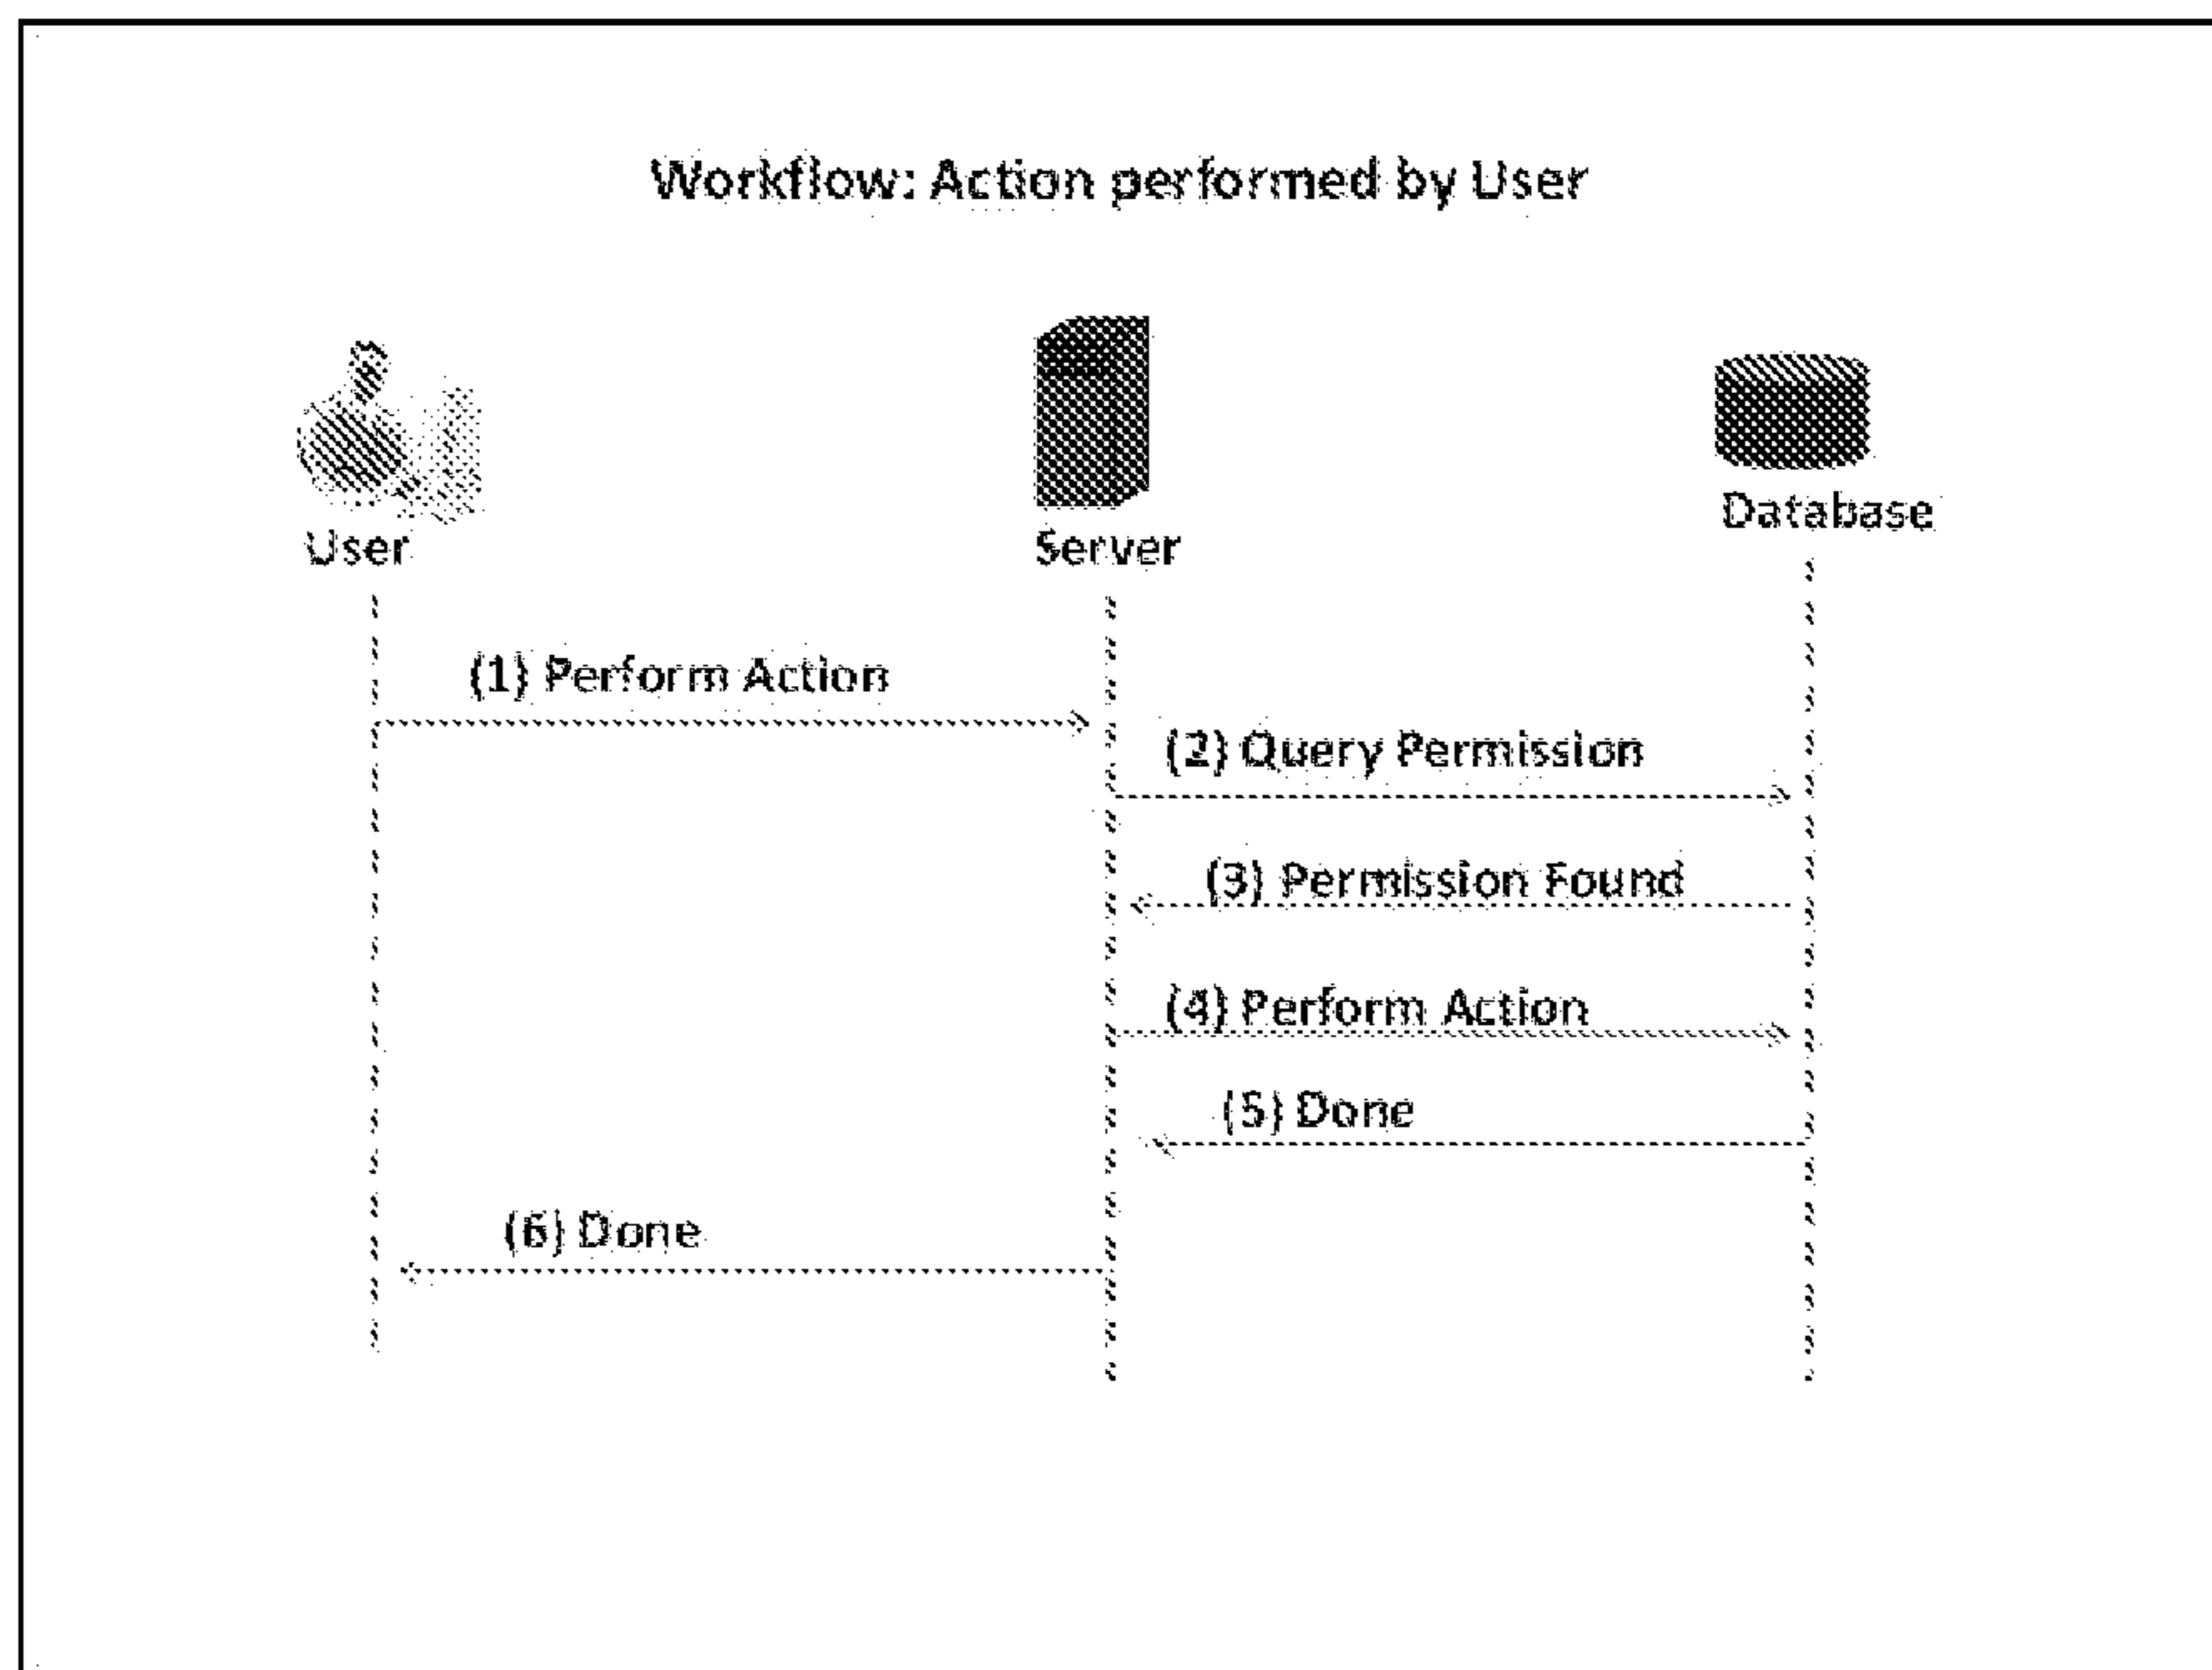 Workflow: Action performed by User
User
Server
Database
(1) Perform Action
(2) Query Permission
(3) Permission Found
(4) Perform Action
(5) Done
(6) Done